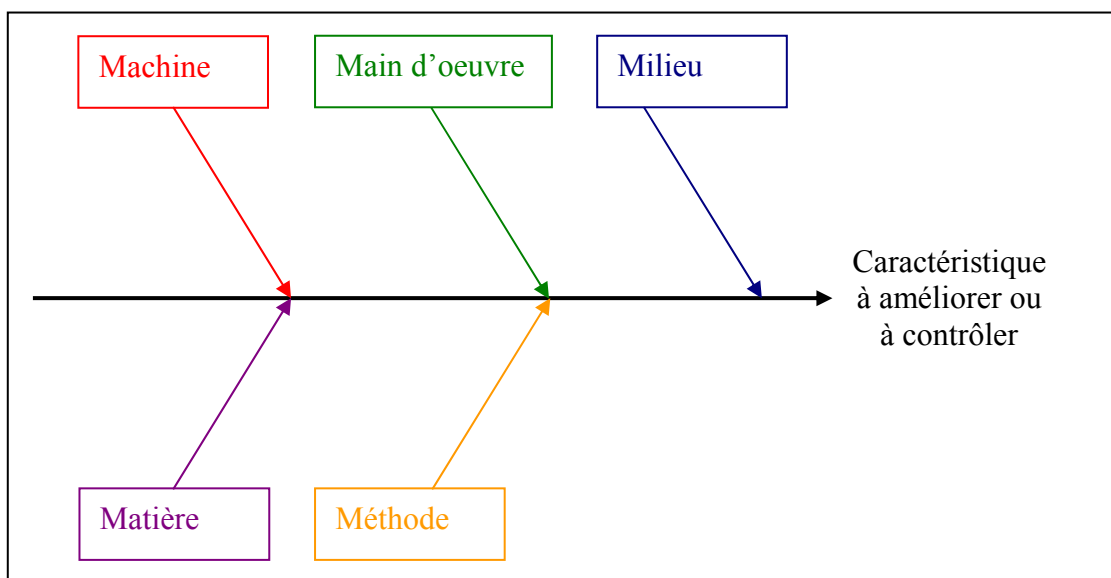 Machine
Main d'oeuvre
Milieu
Caractéristique
à améliorer ou
à contrôler
Matière
Méthode